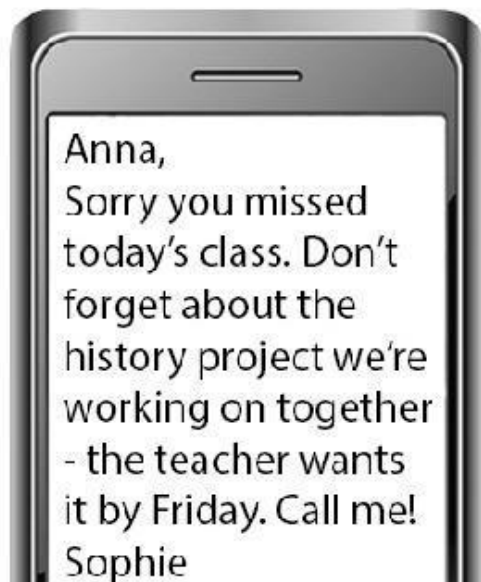 Anna,
Sorry you missed
today's class. Don't
forget about the
history project we're
working on together
- the teacher wants
it by Friday. Call me!
Sophie